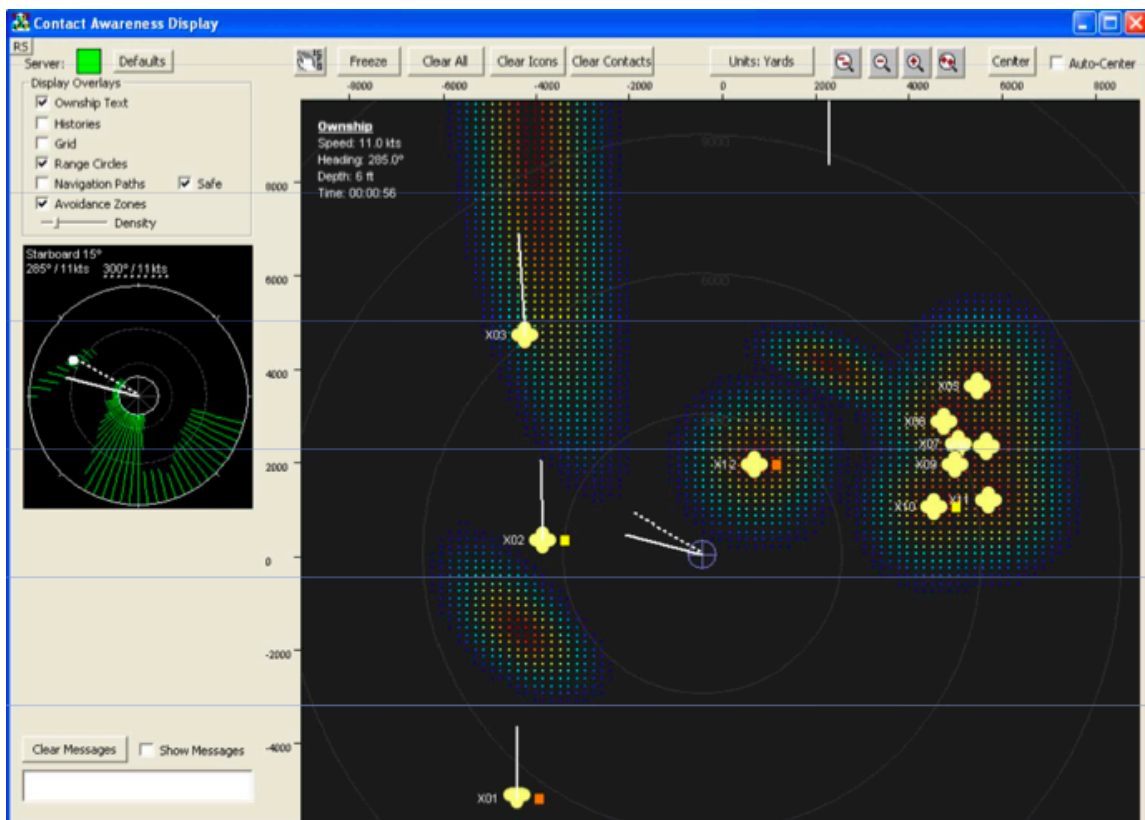 Contact Awareness Display
RS
Server:
Defaults
Freeze
Clear All
Clear Icons
Clear Contacts
Units: Yards
Center
Auto-Center
Display Overlays
Ownship Text
Histories
Grid
Range Circles
Navigation Paths
Safe
Avoidance Zones
Density
-8000
-6000
-4000
-2000
0
2000
4000
6000
8000
Ownship
Speed: 11.0 kts
Heading: 285.0°
Depth: 6 ft
Time: 00:00:56
9000
8000
Starboard 15°
285° / 11kts
300° / 11kts
6000
6000
X03
4000
X05
X06
X07
2000
X12
X09
X10
X11
X02
0
-2000
-4000
Clear Messages
Show Messages
X01